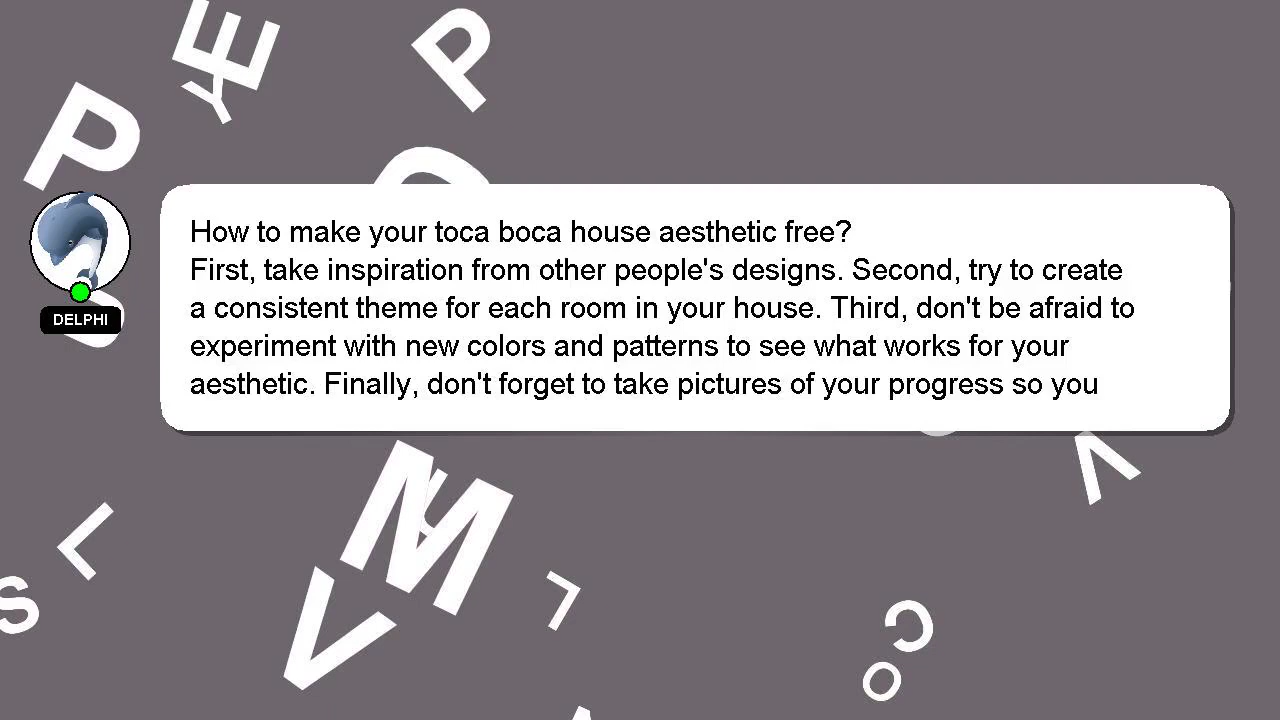 How to make your toca boca house aesthetic free?
First, take inspiration from other people's designs. Second, try to create
a consistent theme for each room in your house. Third, don't be afraid to
experiment with new colors and patterns to see what works for your
aesthetic. Finally, don't forget to take pictures of your progress so you
DELPHI
P
E
Y
P
M
V
L
S
L
V
C
O